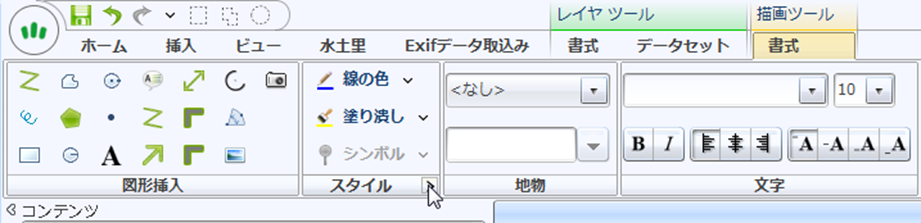 レイヤ ツール 描画ツール
ホーム 挿入 ビュー 水土里 Exifデータ取込み 書式 データセット 書式
線の色 <なし> 10
A 塗り潰し
シンボル B I A A A A
図形挿入 スタイル 地物 文字
コンテンツ